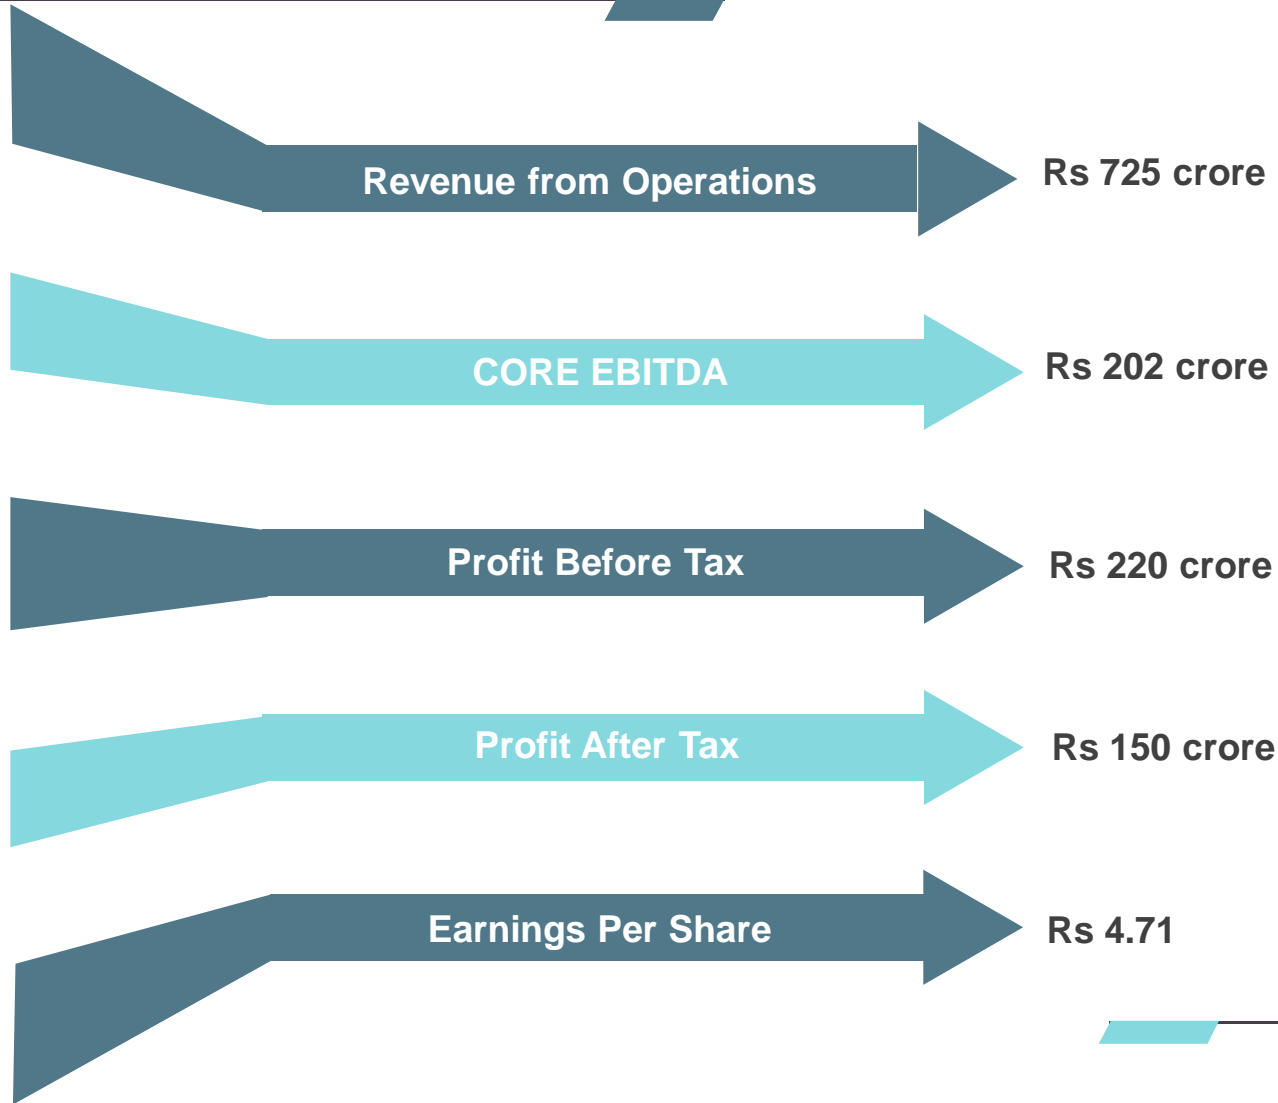 Revenue from Operations
Rs 725 crore
CORE EBITDA
Rs 202 crore
Profit Before Tax
Rs 220 crore
Profit After Tax
Rs 150 crore
Earnings Per Share
Rs 4.71